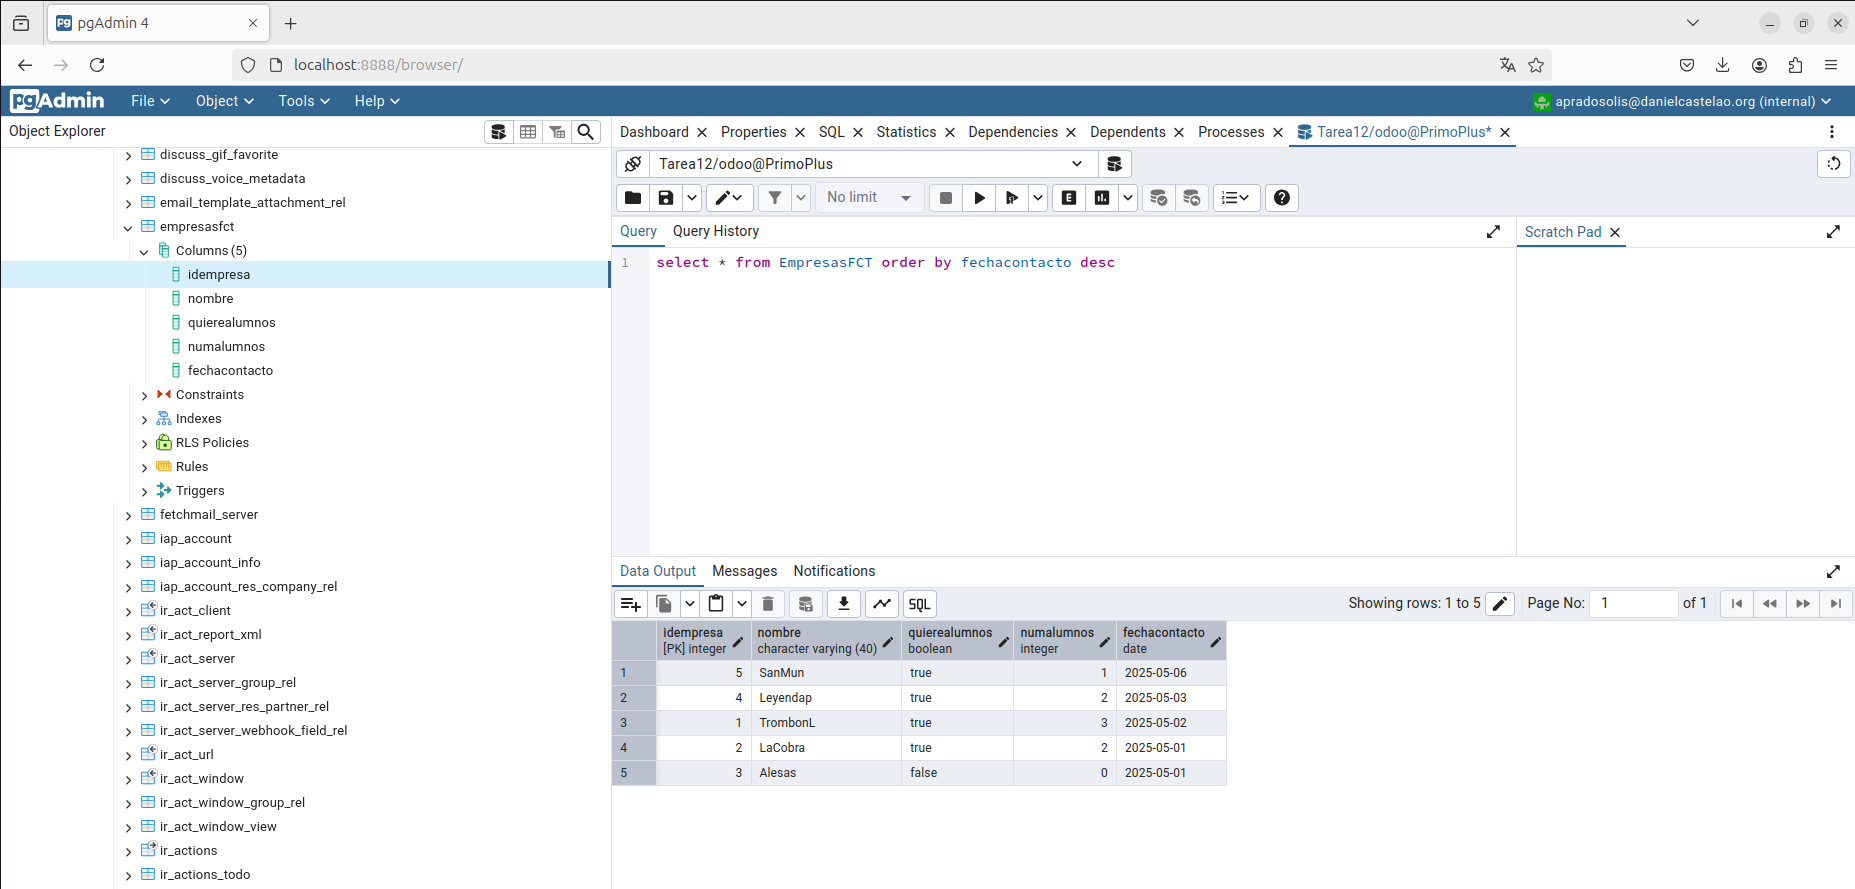 pgAdmin 4
localhost:8888/browser/
pgAdmin File Object Tools Help apradosolis@danielcastelao.org (internal)
Object Explorer
discuss_gif_favorite
discuss_voice_metadata
email_template_attachment_rel
empresasfct
Columns (5)
idempresa
nombre
quierealumnos
numalumnos
fechacontacto
Constraints
Indexes
RLS Policies
Rules
Triggers
fetchmail_server
iap_account
iap_account_info
iap_account_res_company_rel
ir_act_client
ir_act_report_xml
ir_act_server
ir_act_server_group_rel
ir_act_server_res_partner_rel
ir_act_server_webhook_field_rel
ir_act_url
ir_act_window
ir_act_window_group_rel
ir_act_window_view
ir_actions
ir_actions_todo
Dashboard Properties SQL Statistics Dependencies Dependents Processes Tarea12/odoo@PrimoPlus*
Tarea12/odoo@PrimoPlus
No limit E
Query Query History Scratch Pad
1 select * from EmpresasFCT order by fechacontacto desc
Data Output Messages Notifications
SQL Showing rows: 1 to 5 Page No: 1 of 1
idempresa nombre quierealumnos numalumnos fechacontacto
[PK] integer character varying (40) boolean integer date
1 5 SanMun true 1 2025-05-06
2 4 Leyendap true 2 2025-05-03
3 1 TrombonL true 3 2025-05-02
4 2 LaCobra true 2 2025-05-01
5 3 Alesas false 0 2025-05-01